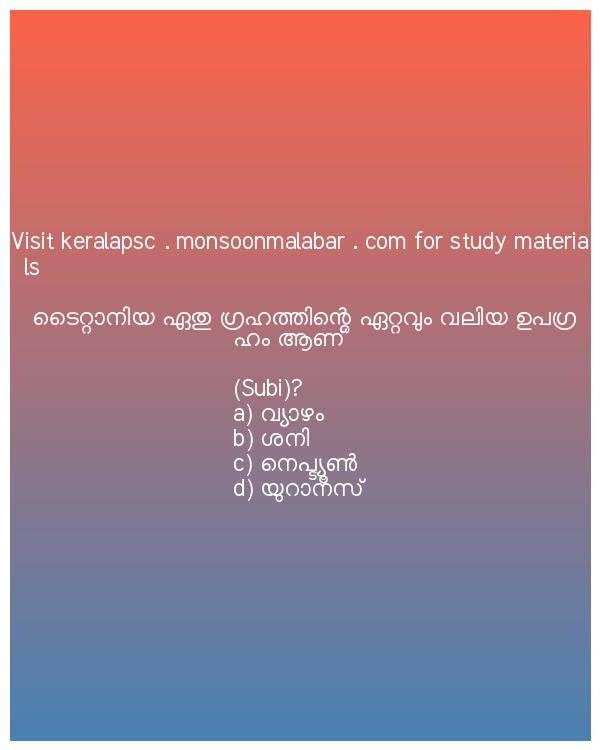 Visit keralapsc . monsoonmalabar . com for study materia
ls
ടൈറ്റാനിയ ഏതു ഗ്രഹത്തിന്റെ ഏറ്റവും വലിയ ഉപഗ്ര
ഹം ആണ്
(Subi)?
a) വ്യാഴം
b) ശനി
c) നെപ്ട്യൂൺ
d) യുറാനസ്